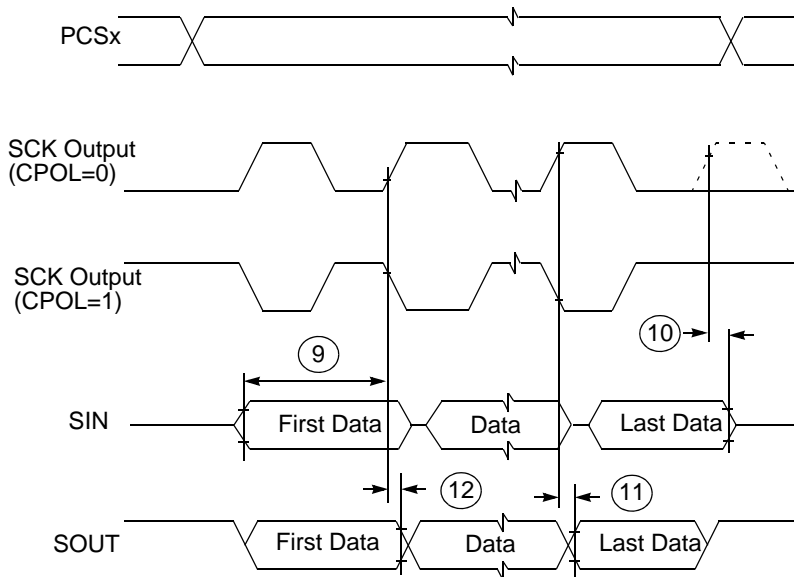 PCSx
SCK Output
(CPOL=0)
SCK Output
(CPOL=1)
9
10
SIN
First Data
Data
Last Data
12
11
SOUT
First Data
Data
Last Data